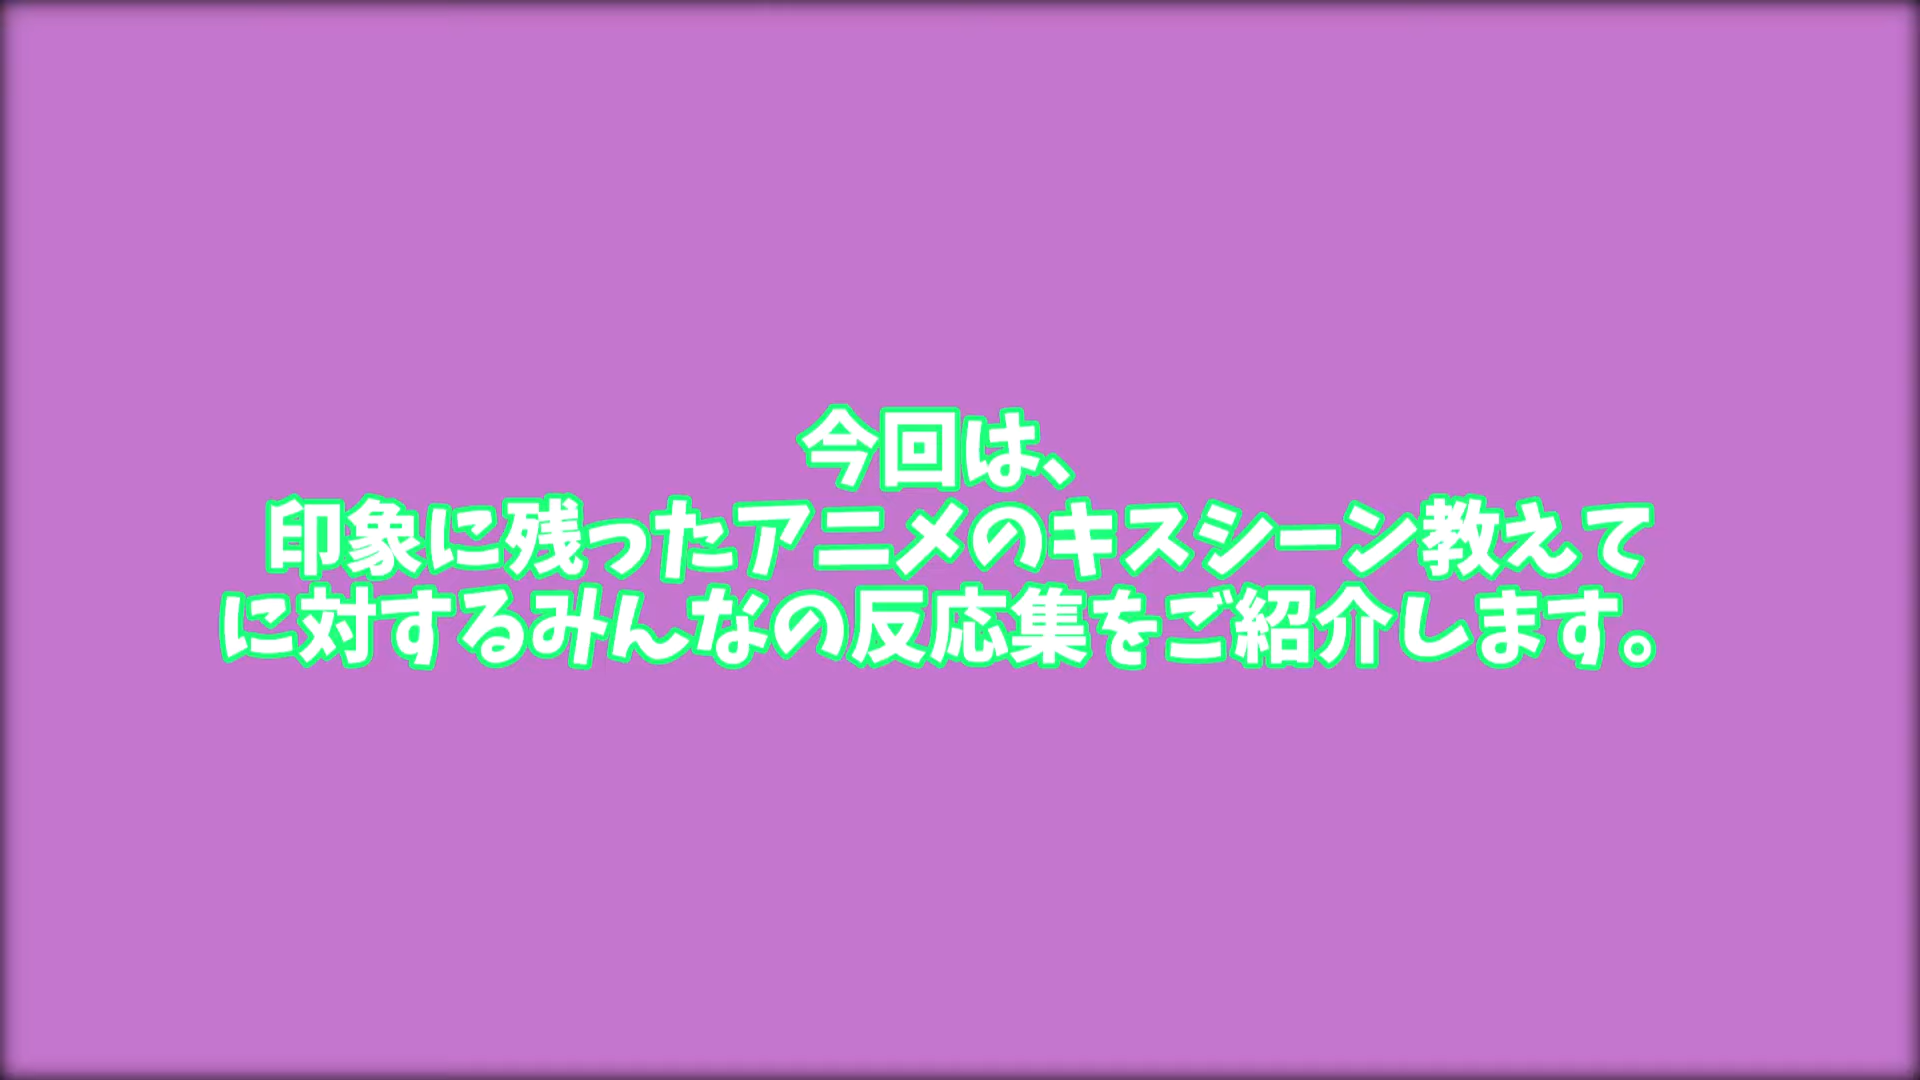 今回は、
印象に残ったアニメのキスシーン教えて
に対するみんなの反応集をご紹介します。